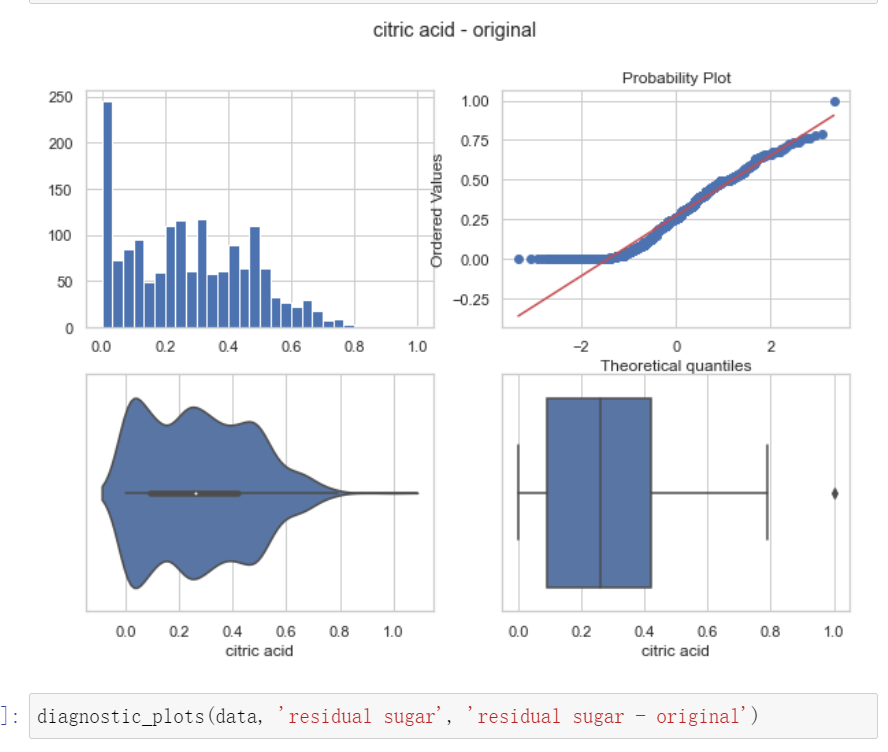 citric acid - original
Probability Plot
250
200
150
100
50
0
0.0 0.2 0.4 0.6 0.8 1.0
Ordered Values
1.00
0.75
0.50
0.25
0.00
−0.25
−2 0 2
Theoretical quantiles
0.0 0.2 0.4 0.6 0.8 1.0
citric acid
0.0 0.2 0.4 0.6 0.8 1.0
citric acid
]: diagnostic_plots(data, 'residual sugar', 'residual sugar - original')